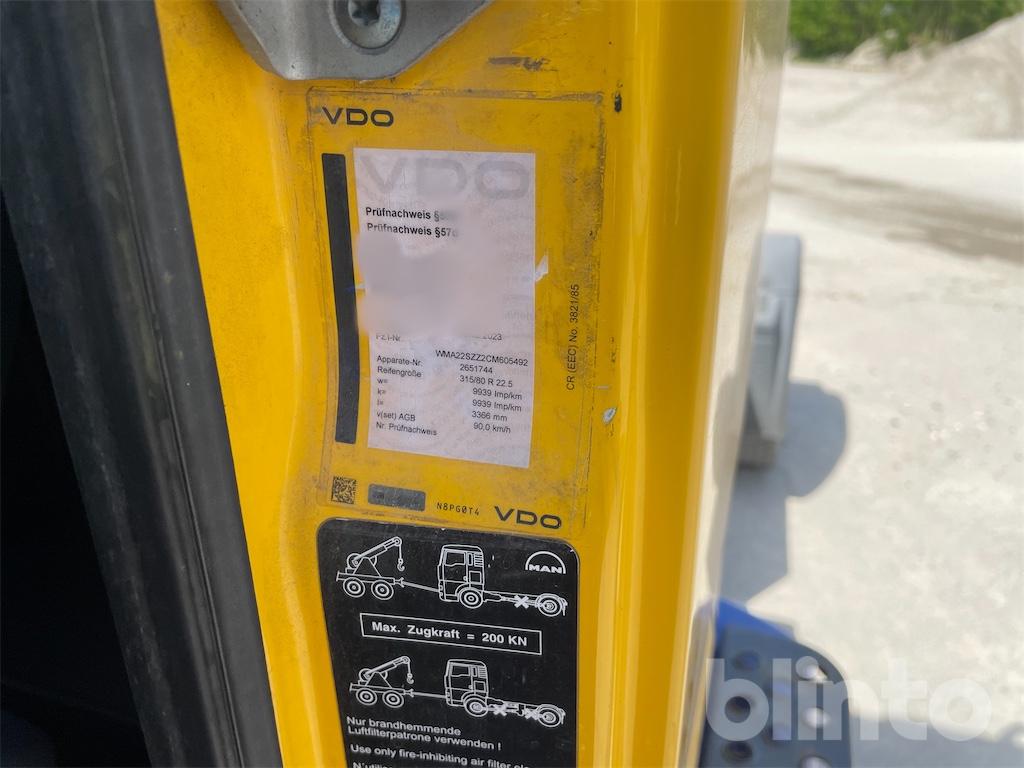 VDO
VDO
Prüfnachweis
Prüfnachweis §57
2023
WMA22SZZ2CM605492
Apparate-Nr. 2651744
Reifengröße 315/80 R 22.5
w= 9939 Imp/km
k= 9939 Imp/km
l= 3366 mm
v(set) AGB 90,0 km/h
Nr. Prüfnachweis
CR (EEC) No. 3821/85
N8PG0T4 VDO
MAN
Max. Zugkraft = 200 KN
Nur brandhemmende
Luftfilterpatrone verwenden !
Use only fire-inhibiting air filter
blinto